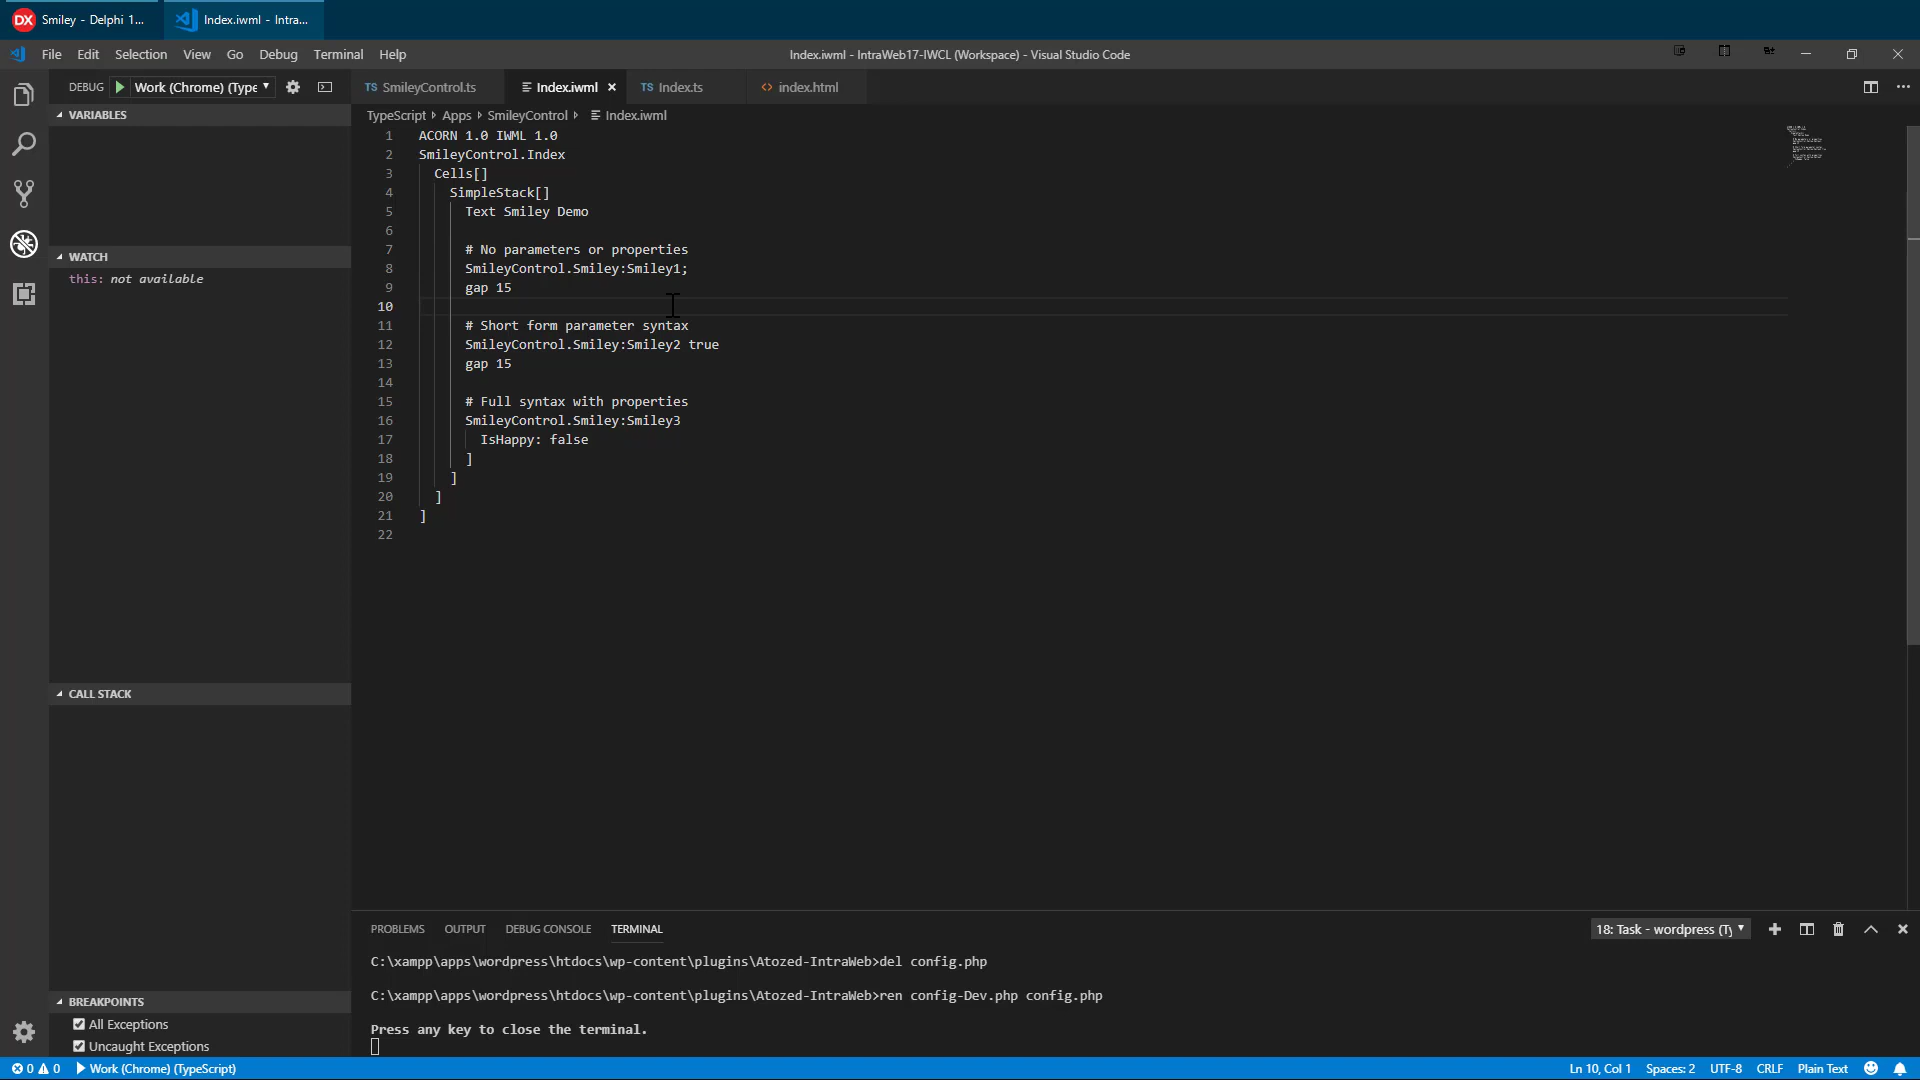 DX Smiley - Delphi 1...
Index.iwml - Intra...
File Edit Selection View Go Debug Terminal Help
Index.iwml - IntraWeb17-IWCL (Workspace) - Visual Studio Code
DEBUG Work (Chrome) (Type
TS SmileyControl.ts
Index.iwml
TS Index.ts
<> index.html
VARIABLES
WATCH
this: not available
CALL STACK
BREAKPOINTS
All Exceptions
Uncaught Exceptions
TypeScript Apps SmileyControl Index.iwml
1 ACORN 1.0 IWML 1.0
2 SmileyControl.Index
3 Cells[]
4 SimpleStack[]
5 Text Smiley Demo
6
7 # No parameters or properties
8 SmileyControl.Smiley:Smiley1;
9 gap 15
10
11 # Short form parameter syntax
12 SmileyControl.Smiley:Smiley2 true
13 gap 15
14
15 # Full syntax with properties
16 SmileyControl.Smiley:Smiley3
17 IsHappy: false
18 ]
19 ]
20 ]
21 ]
22
PROBLEMS OUTPUT DEBUG CONSOLE TERMINAL
18: Task - wordpress (Ty
C:\xampp\apps\wordpress\htdocs\wp-content\plugins\Atozed-IntraWeb>del config.php
C:\xampp\apps\wordpress\htdocs\wp-content\plugins\Atozed-IntraWeb>ren config-Dev.php config.php
Press any key to close the terminal.
0 0 Work (Chrome) (TypeScript)
Ln 10, Col 1 Spaces: 2 UTF-8 CRLF Plain Text